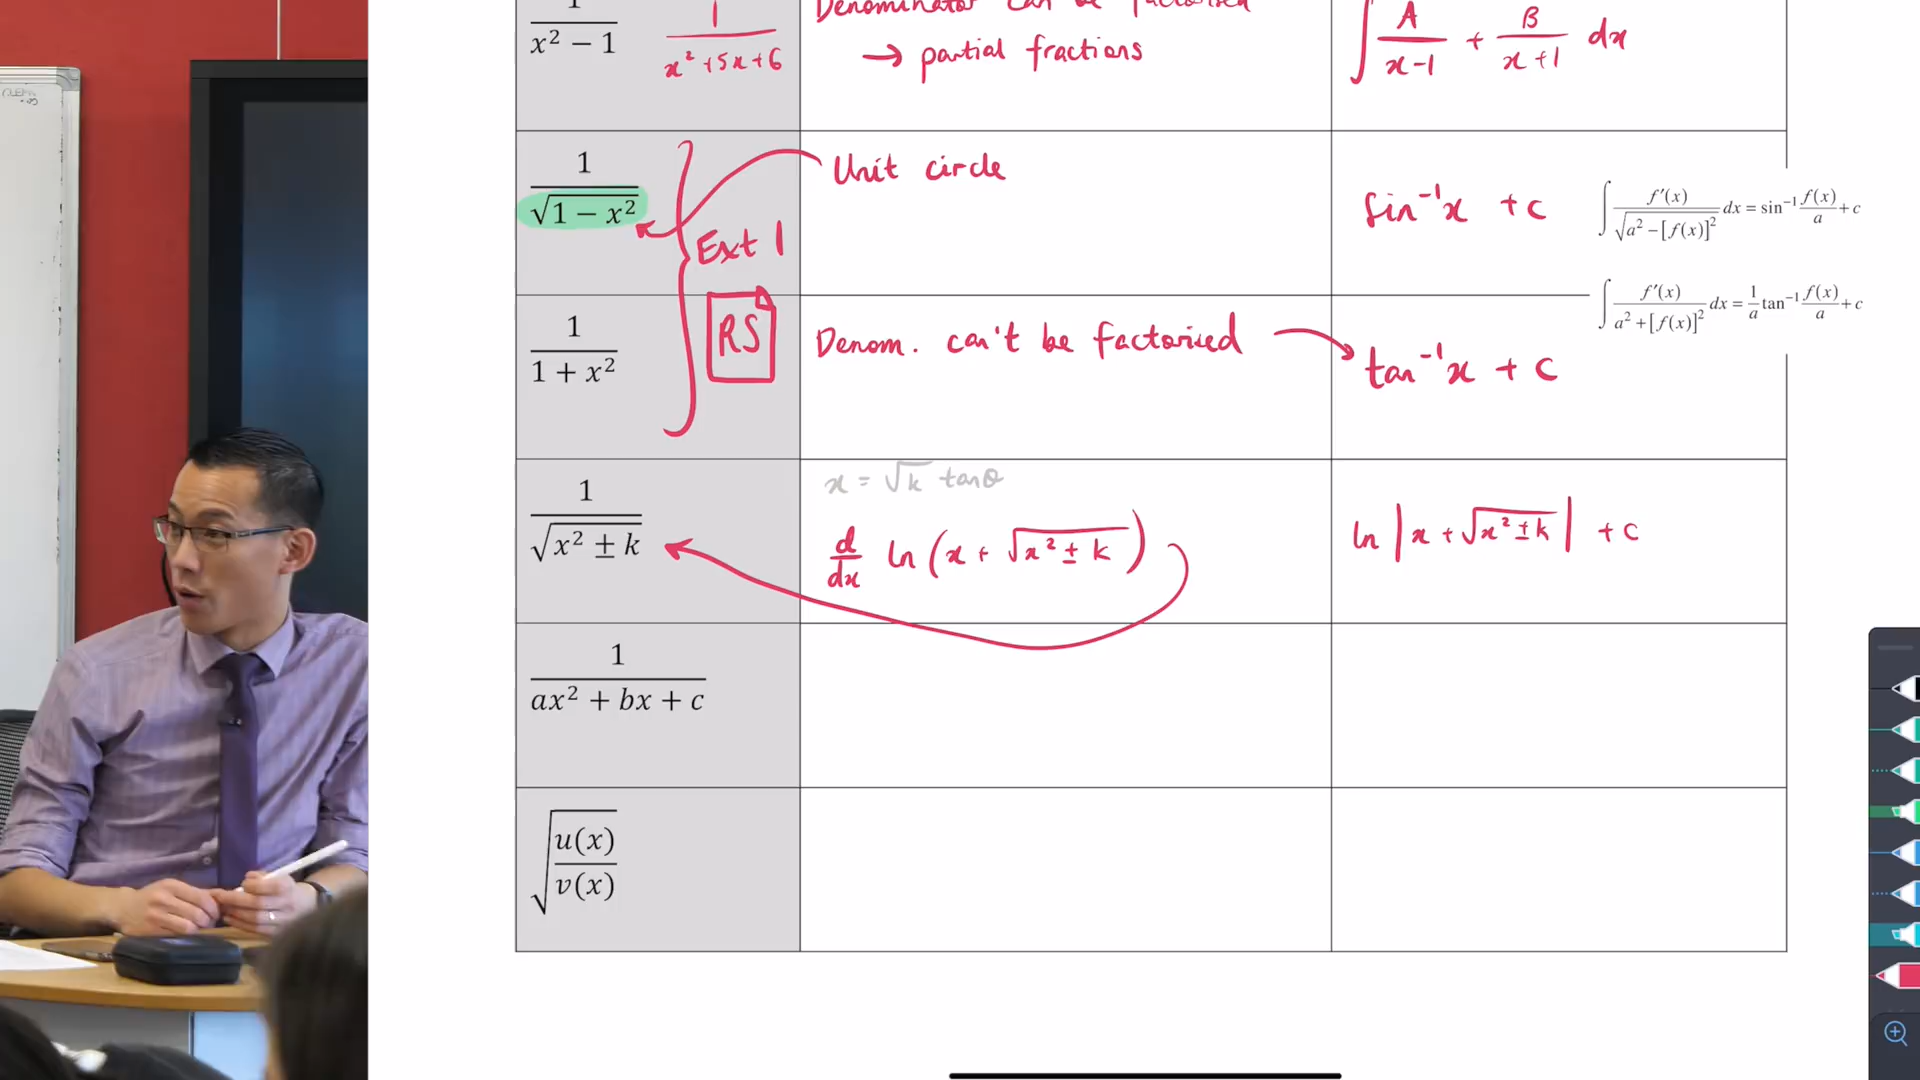 1
x² − 1
1
x² + 5x + 6
Denominator can be factorised
→ partial fractions
∫ A/(x−1) + B/(x+1) dx
1
√(1 − x²)
Ext 1
Unit circle
sin⁻¹x + c
∫ f′(x)/√(a² − [f(x)]²) dx = sin⁻¹ f(x)/a + c
1
1 + x²
RS
Denom. can't be factorised
tan⁻¹x + c
∫ f′(x)/(a² + [f(x)]²) dx = 1/a tan⁻¹ f(x)/a + c
1
√(x² ± k)
x = √k tanθ
d/dx ln(x + √(x² ± k))
ln|x + √(x² ± k)| + c
1
ax² + bx + c
√(u(x)/v(x))